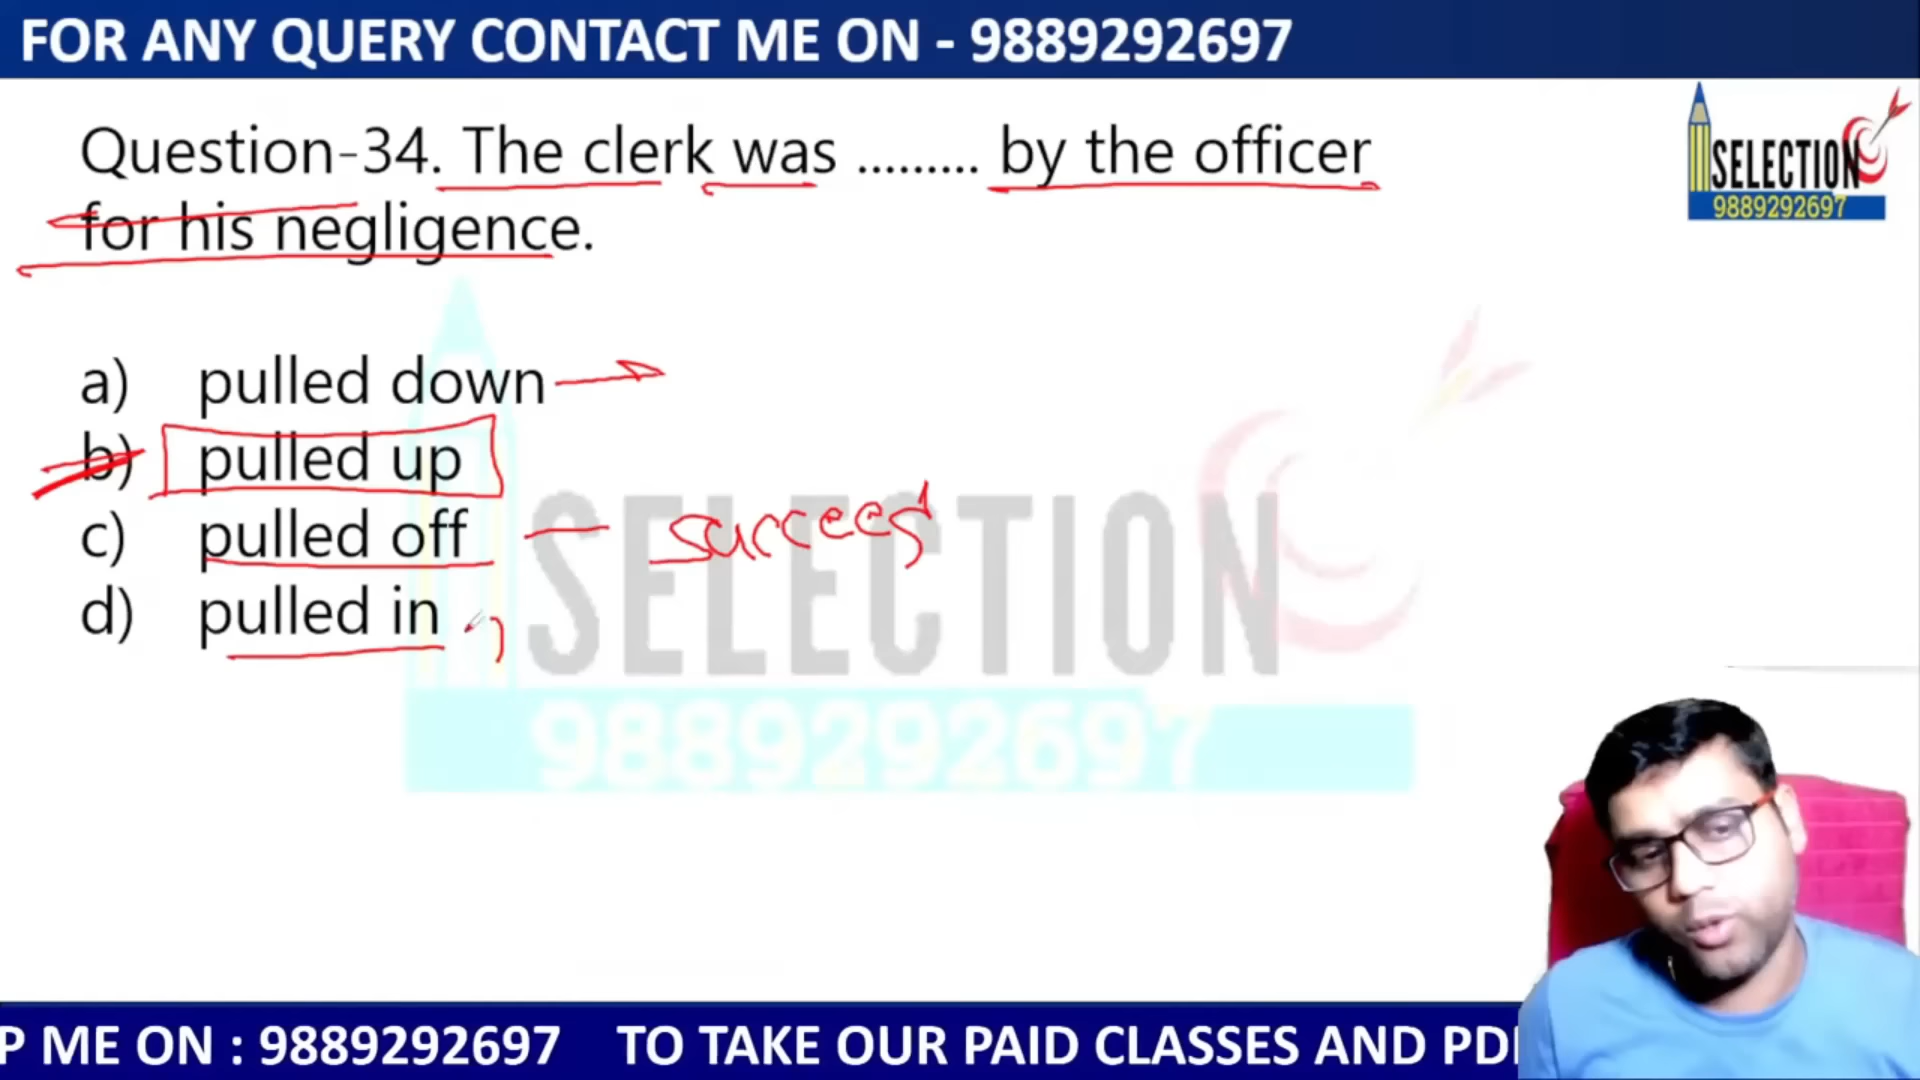 FOR ANY QUERY CONTACT ME ON - 9889292697
Question-34. The clerk was ......... by the officer
for his negligence.
SELECTION
9889292697
a) pulled down
b) pulled up
c) pulled off — succeed
d) pulled in
SELECTION
9889292697
P ME ON : 9889292697 TO TAKE OUR PAID CLASSES AND PD